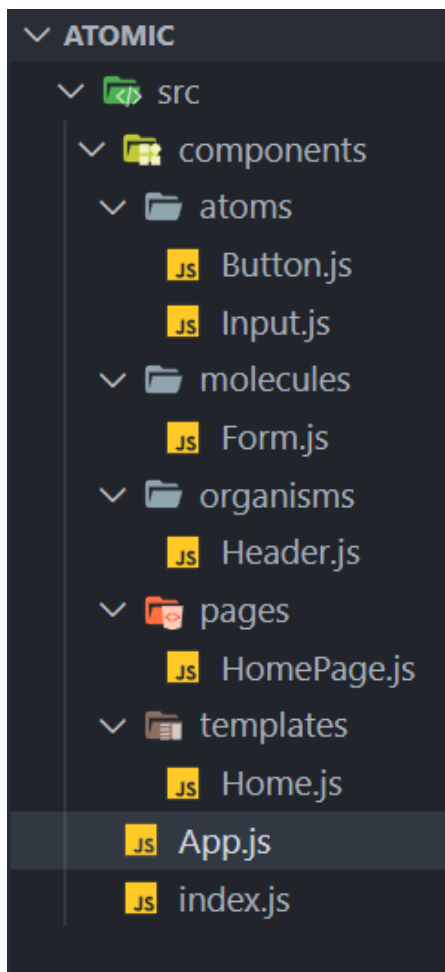 ATOMIC
src
components
atoms
JS Button.js
JS Input.js
molecules
JS Form.js
organisms
JS Header.js
pages
JS HomePage.js
templates
JS Home.js
JS App.js
JS index.js